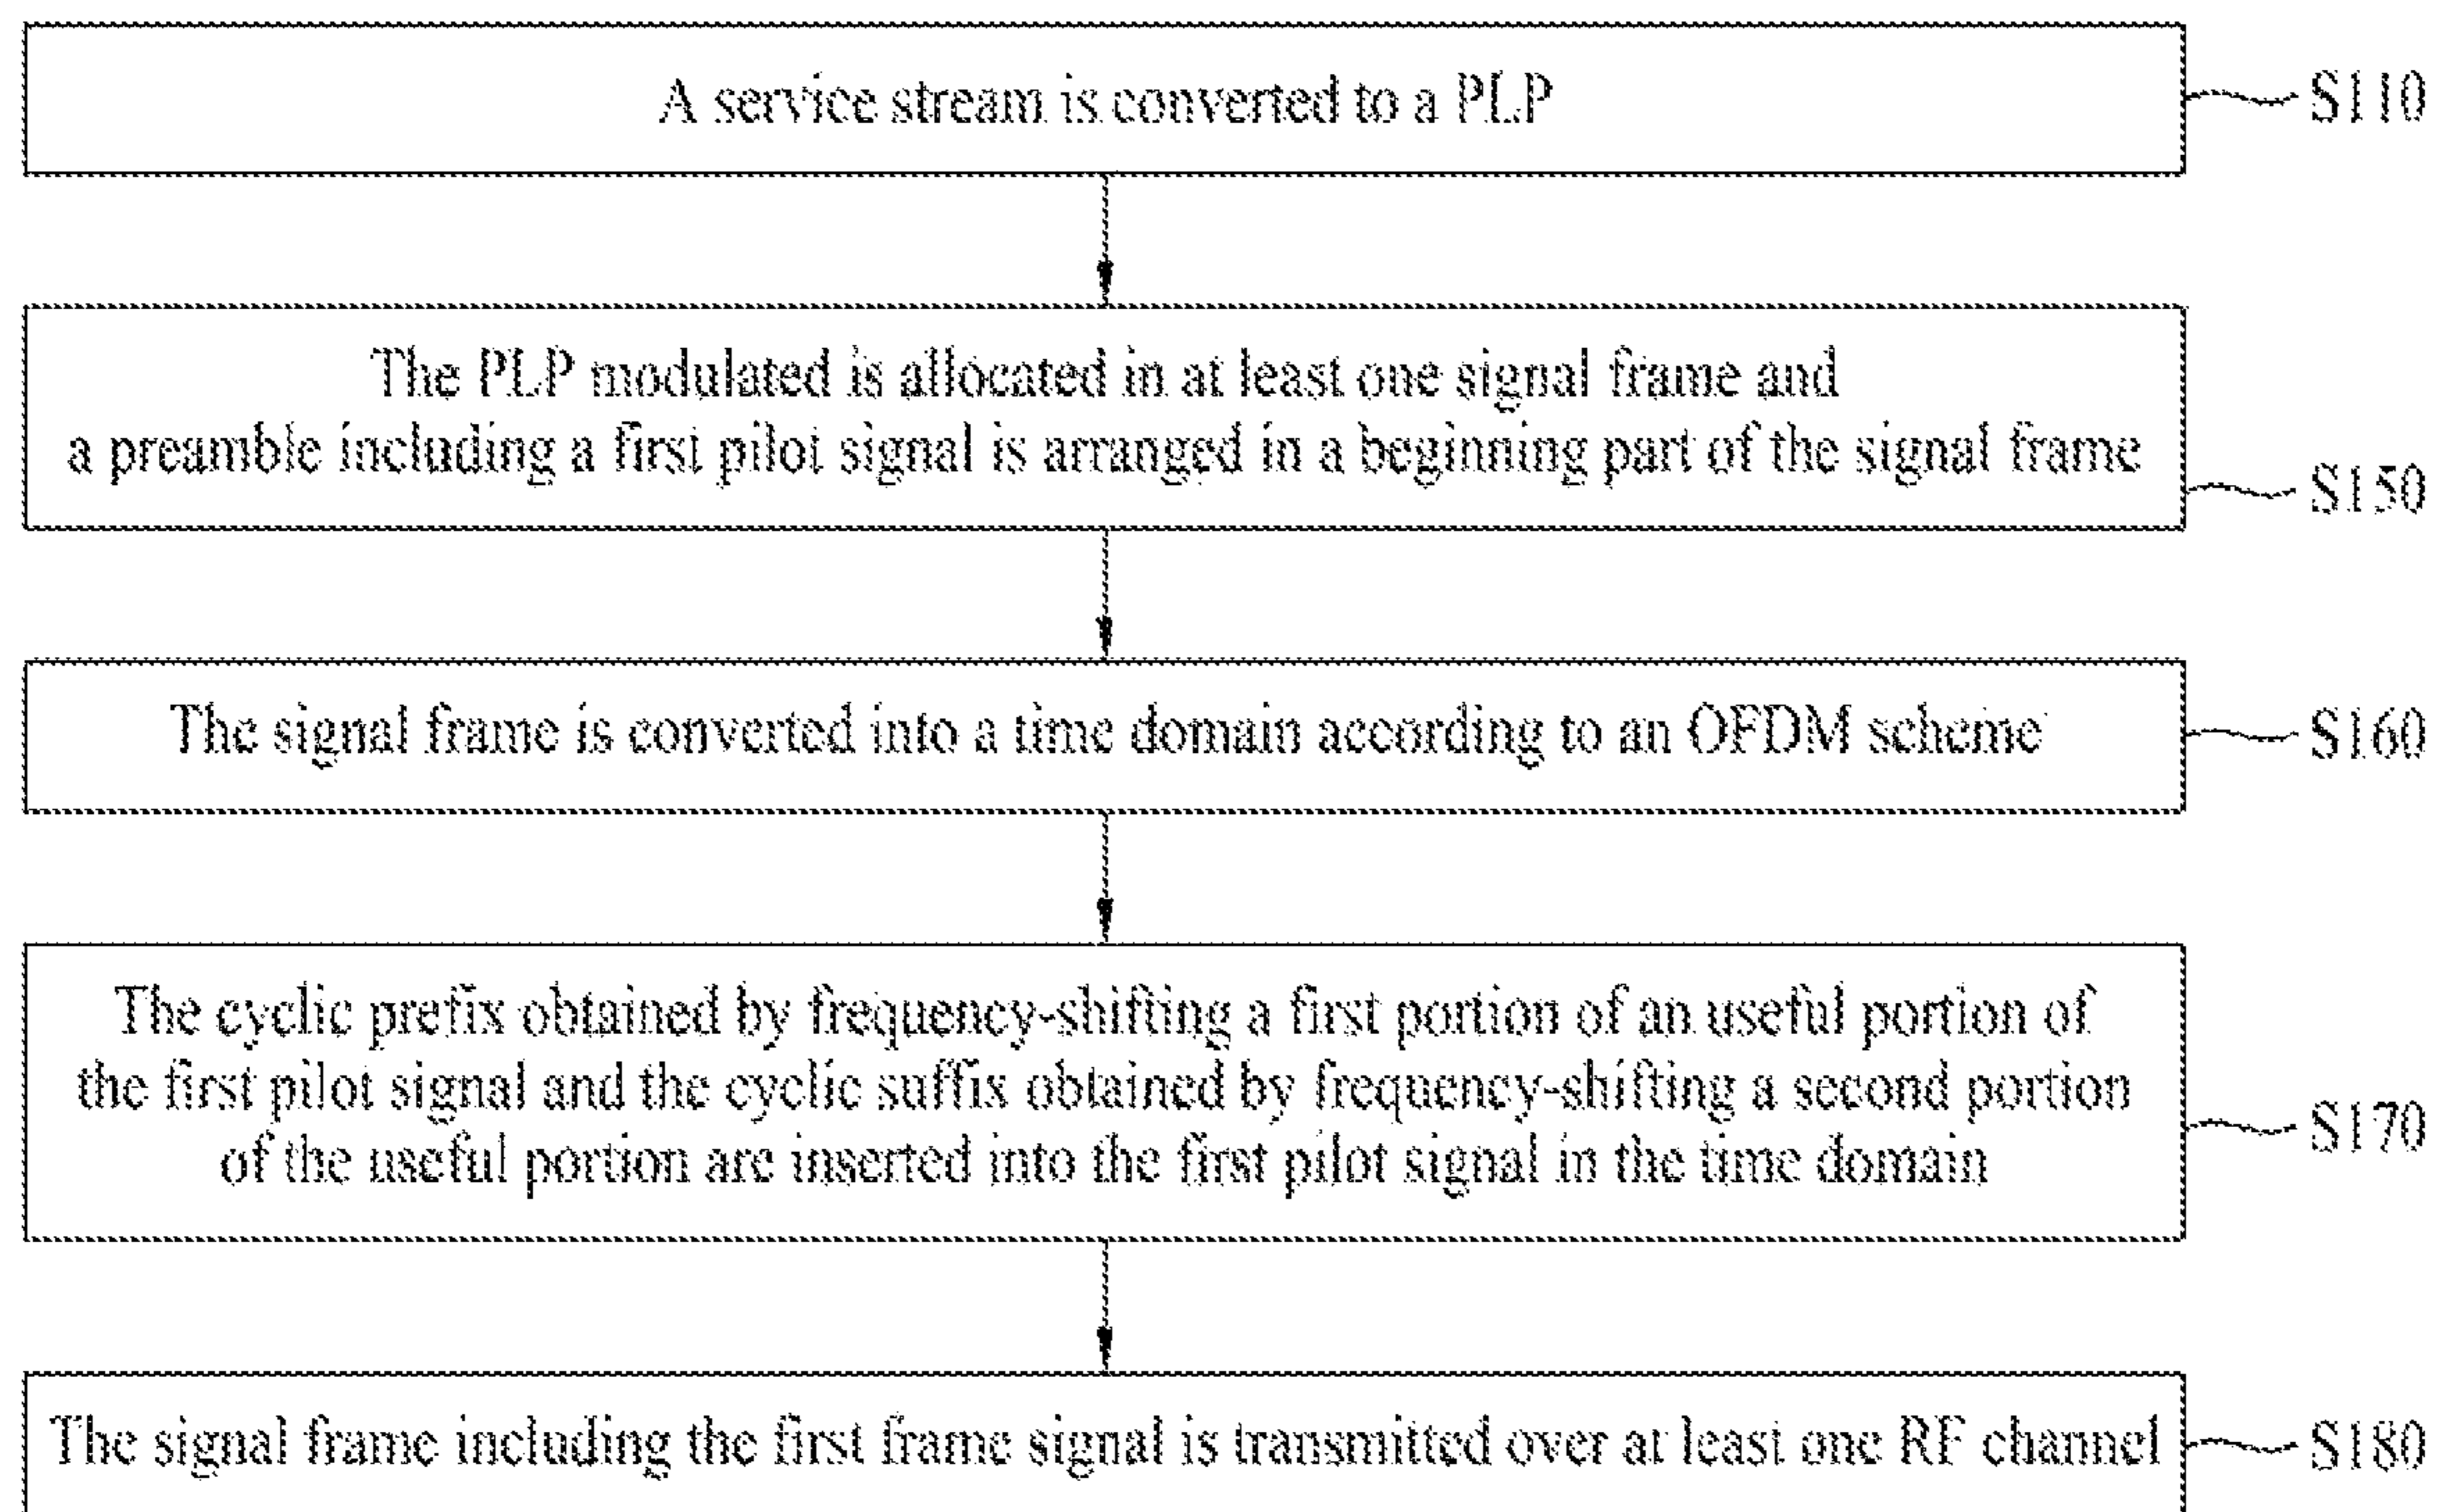 A service stream is converted to a PLP
S110
The PLP modulated is allocated in at least one signal frame and
a preamble including a first pilot signal is arranged in a beginning part of the signal frame
S150
The signal frame is converted into a time domain according to an OFDM scheme
S160
The cyclic prefix obtained by frequency-shifting a first portion of an useful portion of
the first pilot signal and the cyclic suffix obtained by frequency-shifting a second portion
of the useful portion are inserted into the first pilot signal in the time domain
S170
The signal frame including the first frame signal is transmitted over at least one RF channel
S180